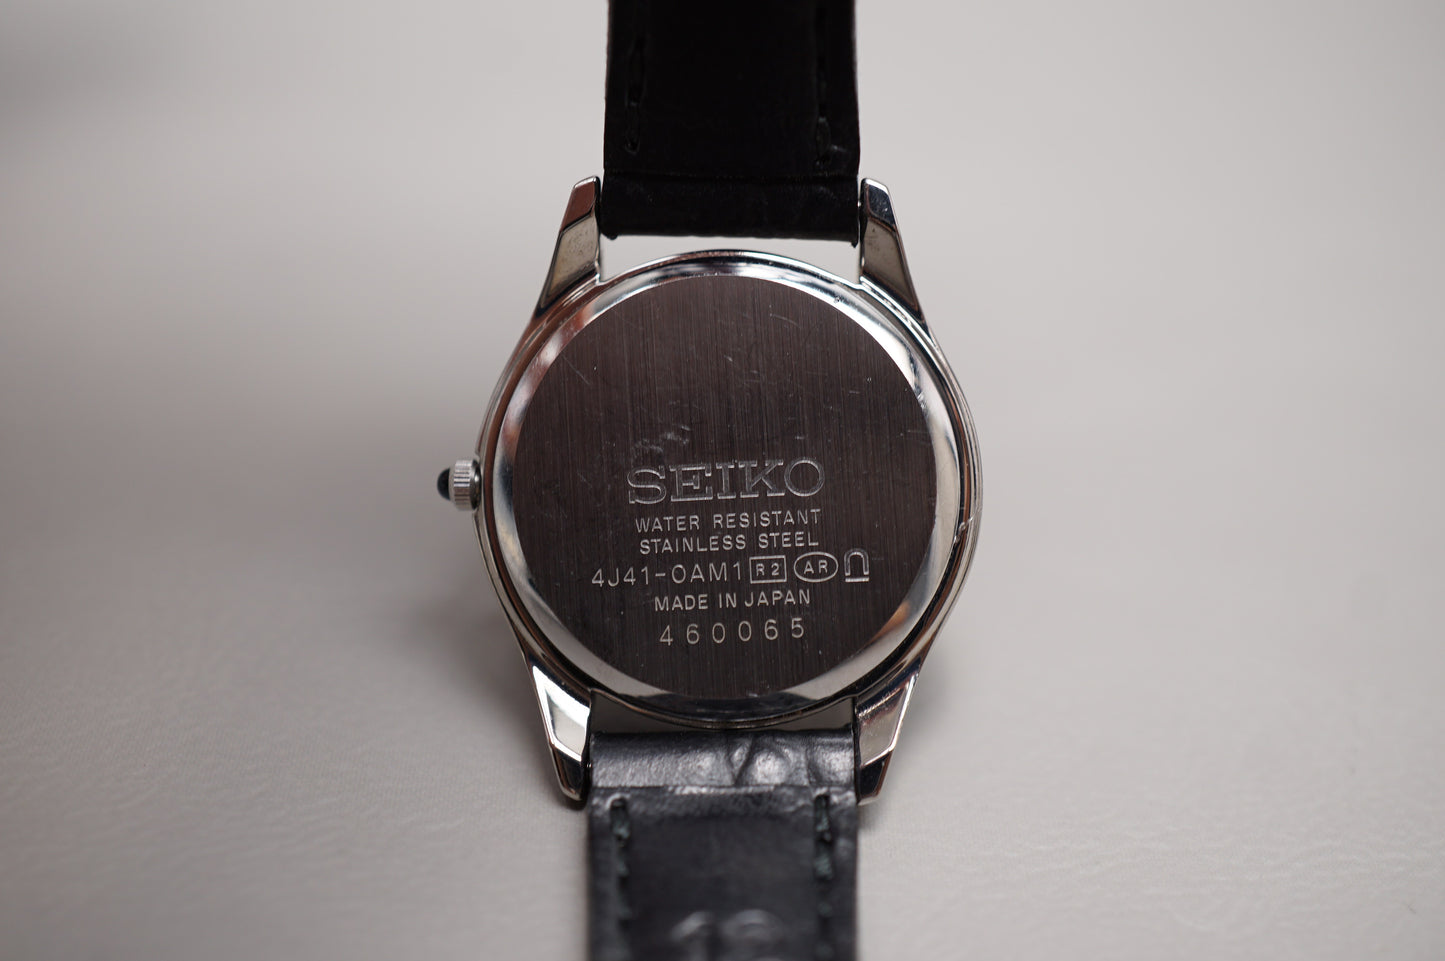 SEIKO
WATER RESISTANT
STAINLESS STEEL
4J41-0AM1 R2 AR
MADE IN JAPAN
460065